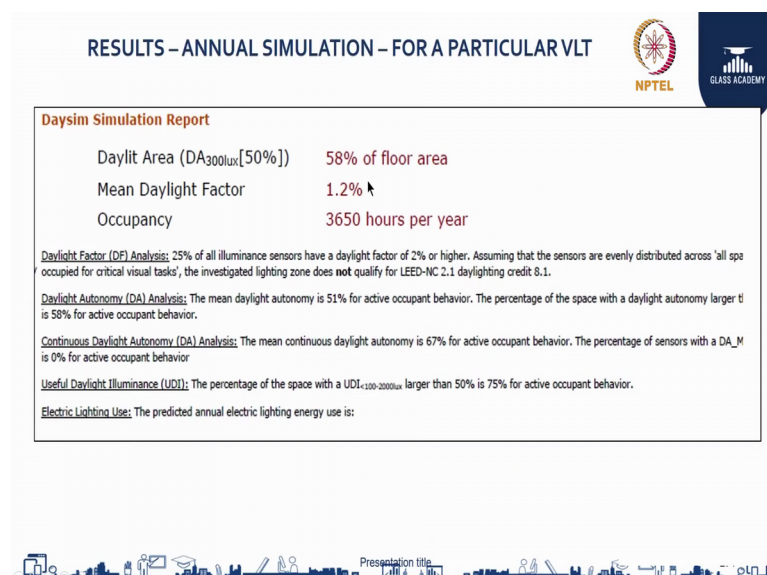 RESULTS – ANNUAL SIMULATION – FOR A PARTICULAR VLT
NPTEL
GLASS ACADEMY
Daysim Simulation Report
Daylit Area (DA300lux[50%]) 58% of floor area
Mean Daylight Factor 1.2%
Occupancy 3650 hours per year
Daylight Factor (DF) Analysis: 25% of all illuminance sensors have a daylight factor of 2% or higher. Assuming that the sensors are evenly distributed across 'all spa
occupied for critical visual tasks', the investigated lighting zone does not qualify for LEED-NC 2.1 daylighting credit 8.1.
Daylight Autonomy (DA) Analysis: The mean daylight autonomy is 51% for active occupant behavior. The percentage of the space with a daylight autonomy larger t
is 58% for active occupant behavior.
Continuous Daylight Autonomy (DA) Analysis: The mean continuous daylight autonomy is 67% for active occupant behavior. The percentage of sensors with a DA_M
is 0% for active occupant behavior
Useful Daylight Illuminance (UDI): The percentage of the space with a UDI<100-2000lux larger than 50% is 75% for active occupant behavior.
Electric Lighting Use: The predicted annual electric lighting energy use is:
Presentation title